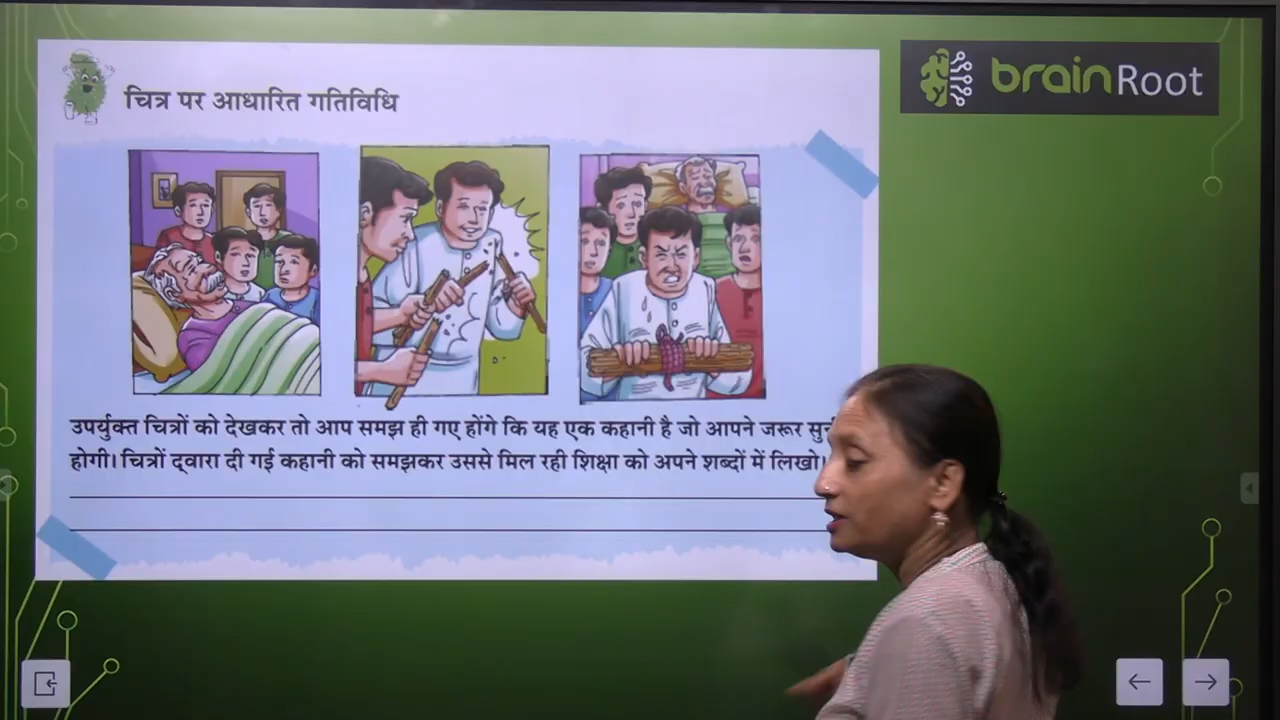 brainRoot
चित्र पर आधारित गतिविधि
उपर्युक्त चित्रों को देखकर तो आप समझ ही गए होंगे कि यह एक कहानी है जो आपने जरूर
होगी। चित्रों द्वारा दी गई कहानी को समझकर उससे मिल रही शिक्षा को अपने शब्दों में लिखो।